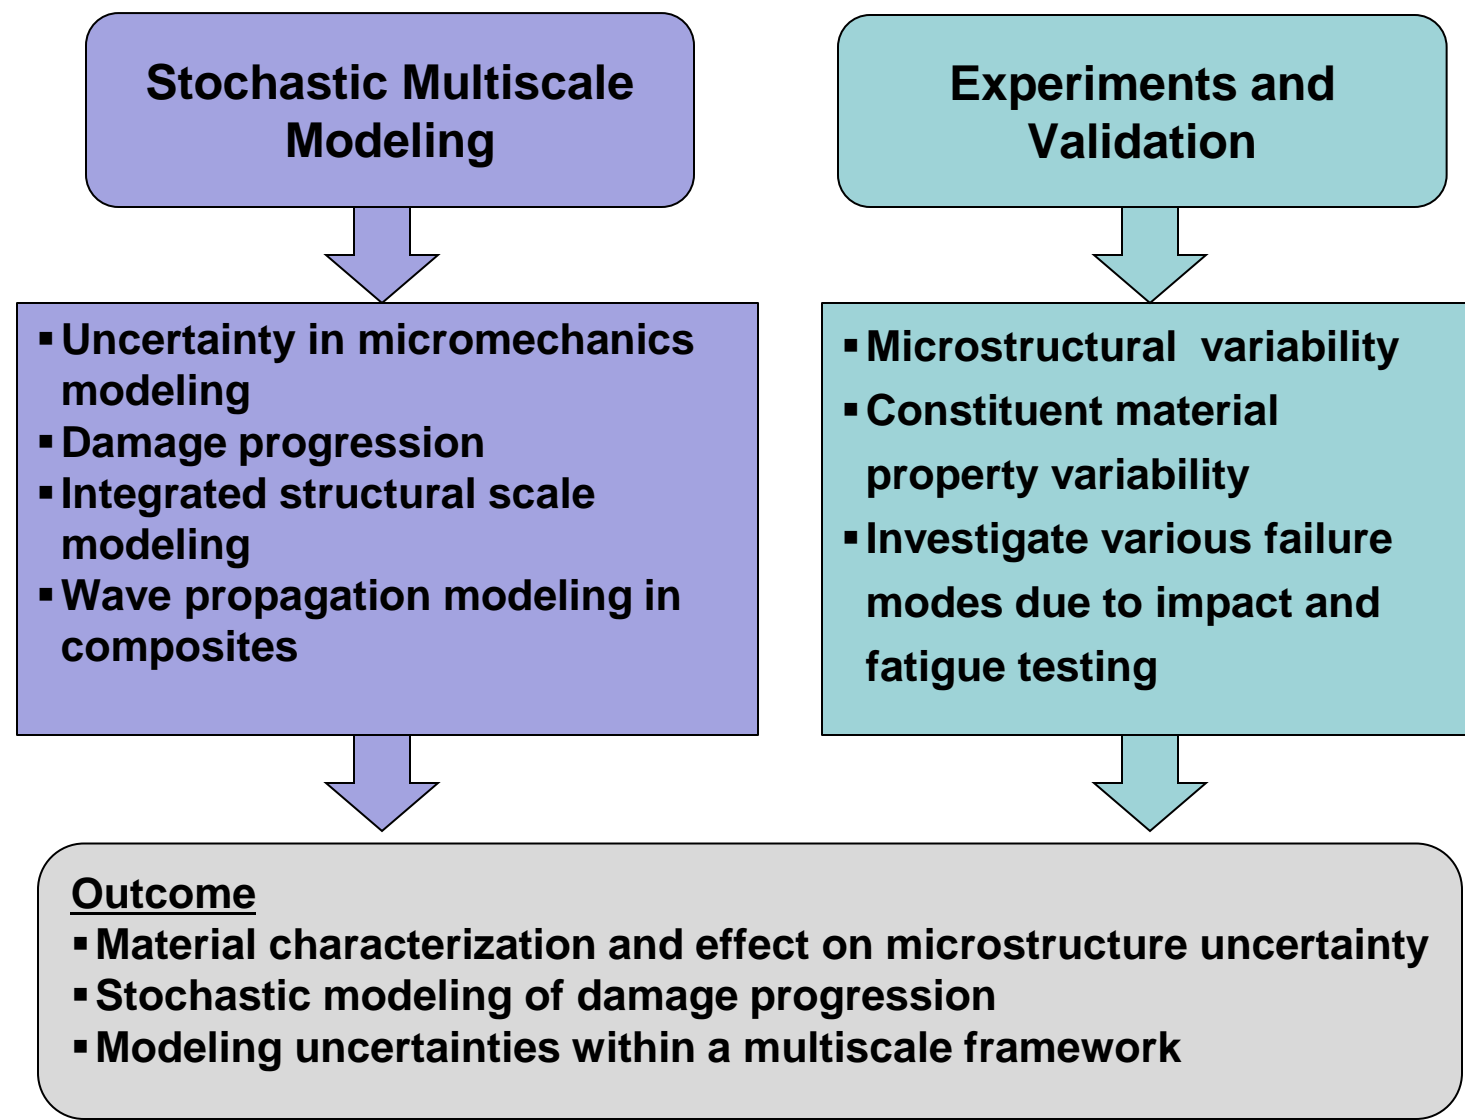 Stochastic Multiscale
Modeling
Experiments and
Validation
▪ Uncertainty in micromechanics
modeling
▪ Damage progression
▪ Integrated structural scale
modeling
▪ Wave propagation modeling in
composites
▪ Microstructural  variability
▪ Constituent material
property variability
▪ Investigate various failure
modes due to impact and
fatigue testing
Outcome
▪ Material characterization and effect on microstructure uncertainty
▪ Stochastic modeling of damage progression
▪ Modeling uncertainties within a multiscale framework